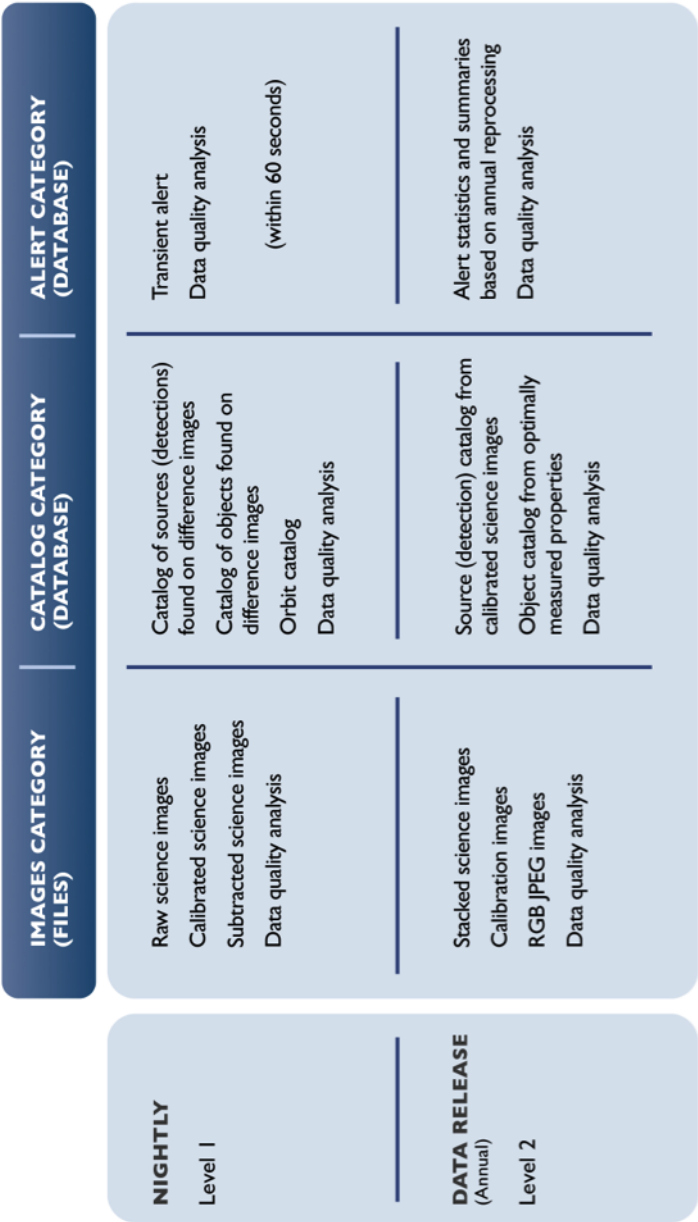 IMAGES CATEGORY
(FILES)
CATALOG CATEGORY
(DATABASE)
ALERT CATEGORY
(DATABASE)
NIGHTLY
Level 1
Raw science images
Calibrated science images
Subtracted science images
Data quality analysis
Catalog of sources (detections)
found on difference images
Catalog of objects found on
difference images
Orbit catalog
Data quality analysis
Transient alert
Data quality analysis
(within 60 seconds)
DATA RELEASE
(Annual)
Level 2
Stacked science images
Calibration images
RGB JPEG images
Data quality analysis
Source (detection) catalog from
calibrated science images
Object catalog from optimally
measured properties
Data quality analysis
Alert statistics and summaries
based on annual reprocessing
Data quality analysis